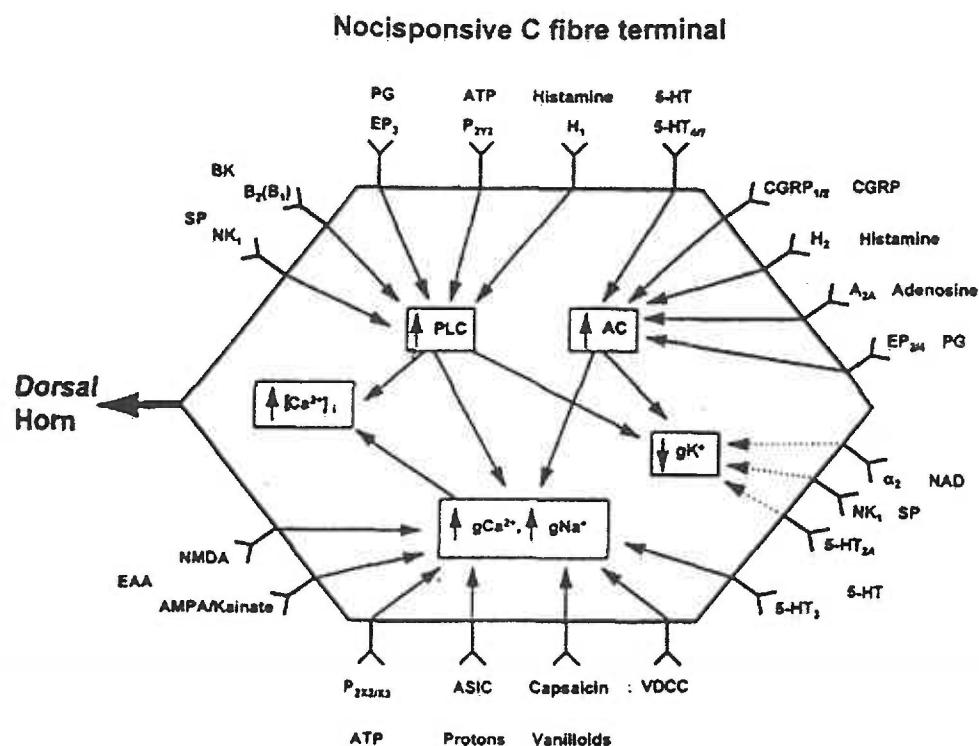 Nocisponsive C fibre terminal
PG ATP Histamine 5-HT
EP₃ P₂Y₂ H₁ 5-HT₄/₇
BK
B₂(B₁)
SP
NK₁
CGRP₁/₂ CGRP
H₂ Histamine
A₂A Adenosine
EP₂/₄ PG
↑ PLC
↑ AC
Dorsal
Horn
↑ [Ca²⁺] i
↓ gK⁺
α₂ NAD
NK₁ SP
5-HT₂A
5-HT
5-HT₃
↑ gCa²⁺, ↑ gNa⁺
NMDA
EAA
AMPA/Kainate
P₂X₂/X₃ ASIC Capsaicin : VDCC
ATP Protons Vanilloids